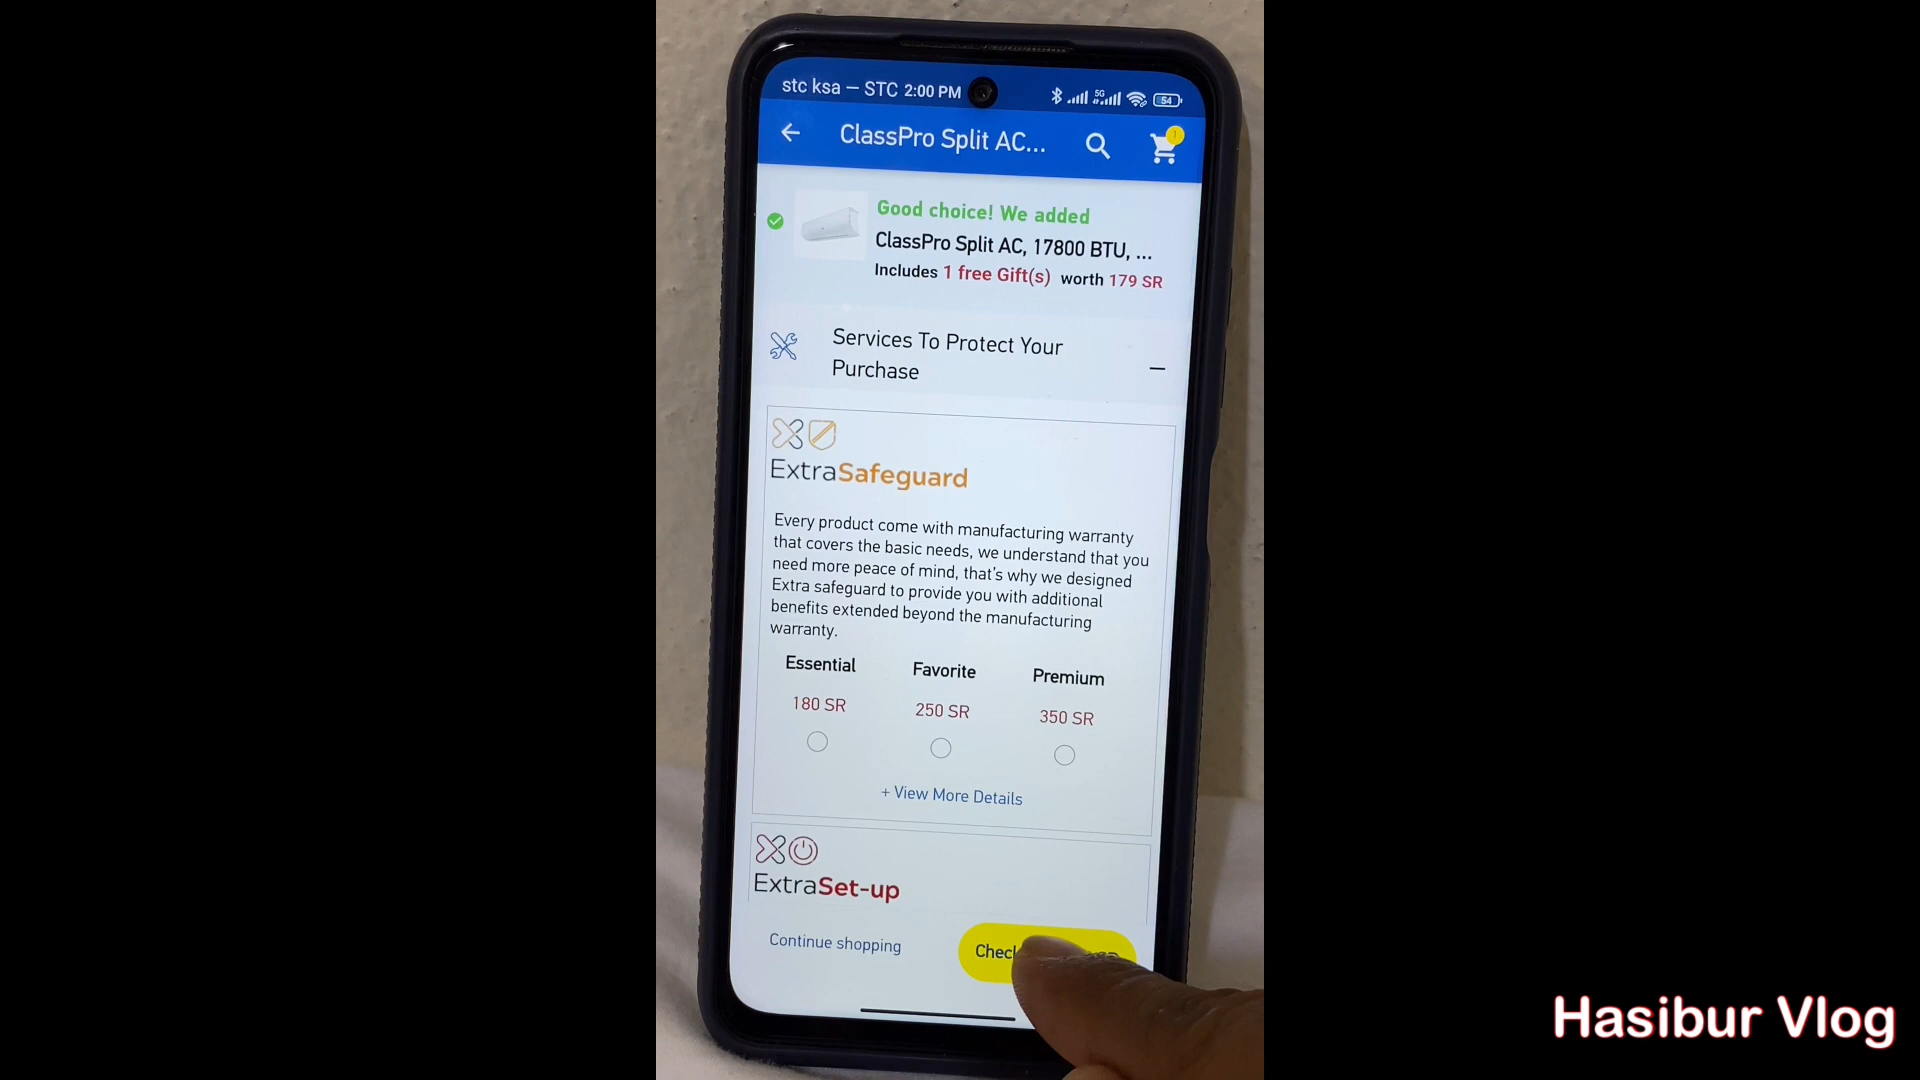 stc ksa – STC 2:00 PM
5G
54
ClassPro Split AC...
1
Good choice! We added
ClassPro Split AC, 17800 BTU, ...
Includes 1 free Gift(s) worth 179 SR
Services To Protect Your
Purchase
ExtraSafeguard
Every product come with manufacturing warranty
that covers the basic needs, we understand that you
need more peace of mind, that's why we designed
Extra safeguard to provide you with additional
benefits extended beyond the manufacturing
warranty.
Essential Favorite Premium
180 SR 250 SR 350 SR
+ View More Details
ExtraSet-up
Continue shopping
Hasibur Vlog